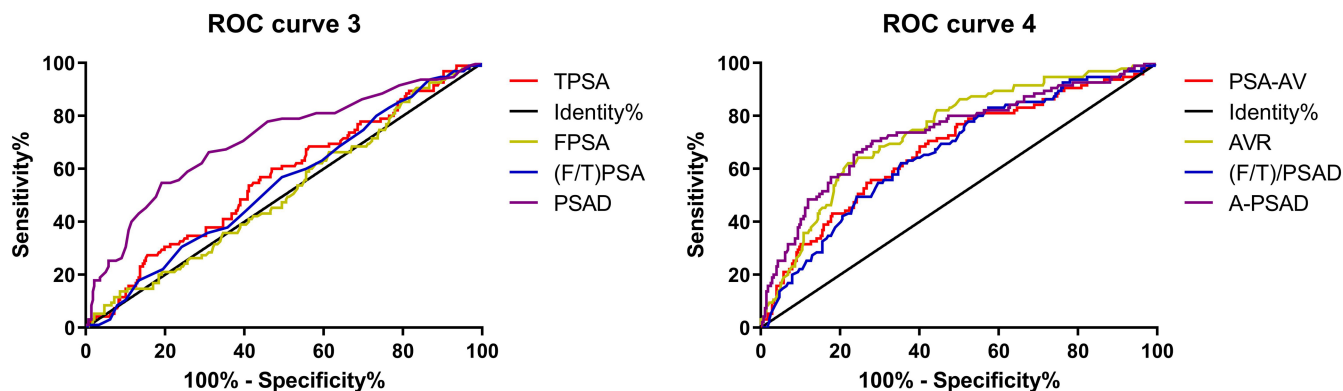 ROC curve 3
100
80
60
40
20
0
Sensitivity%
0 20 40 60 80 100
100% - Specificity%
TPSA
Identity%
FPSA
(F/T)PSA
PSAD
ROC curve 4
100
80
60
40
20
0
Sensitivity%
0 20 40 60 80 100
100% - Specificity%
PSA-AV
Identity%
AVR
(F/T)/PSAD
A-PSAD